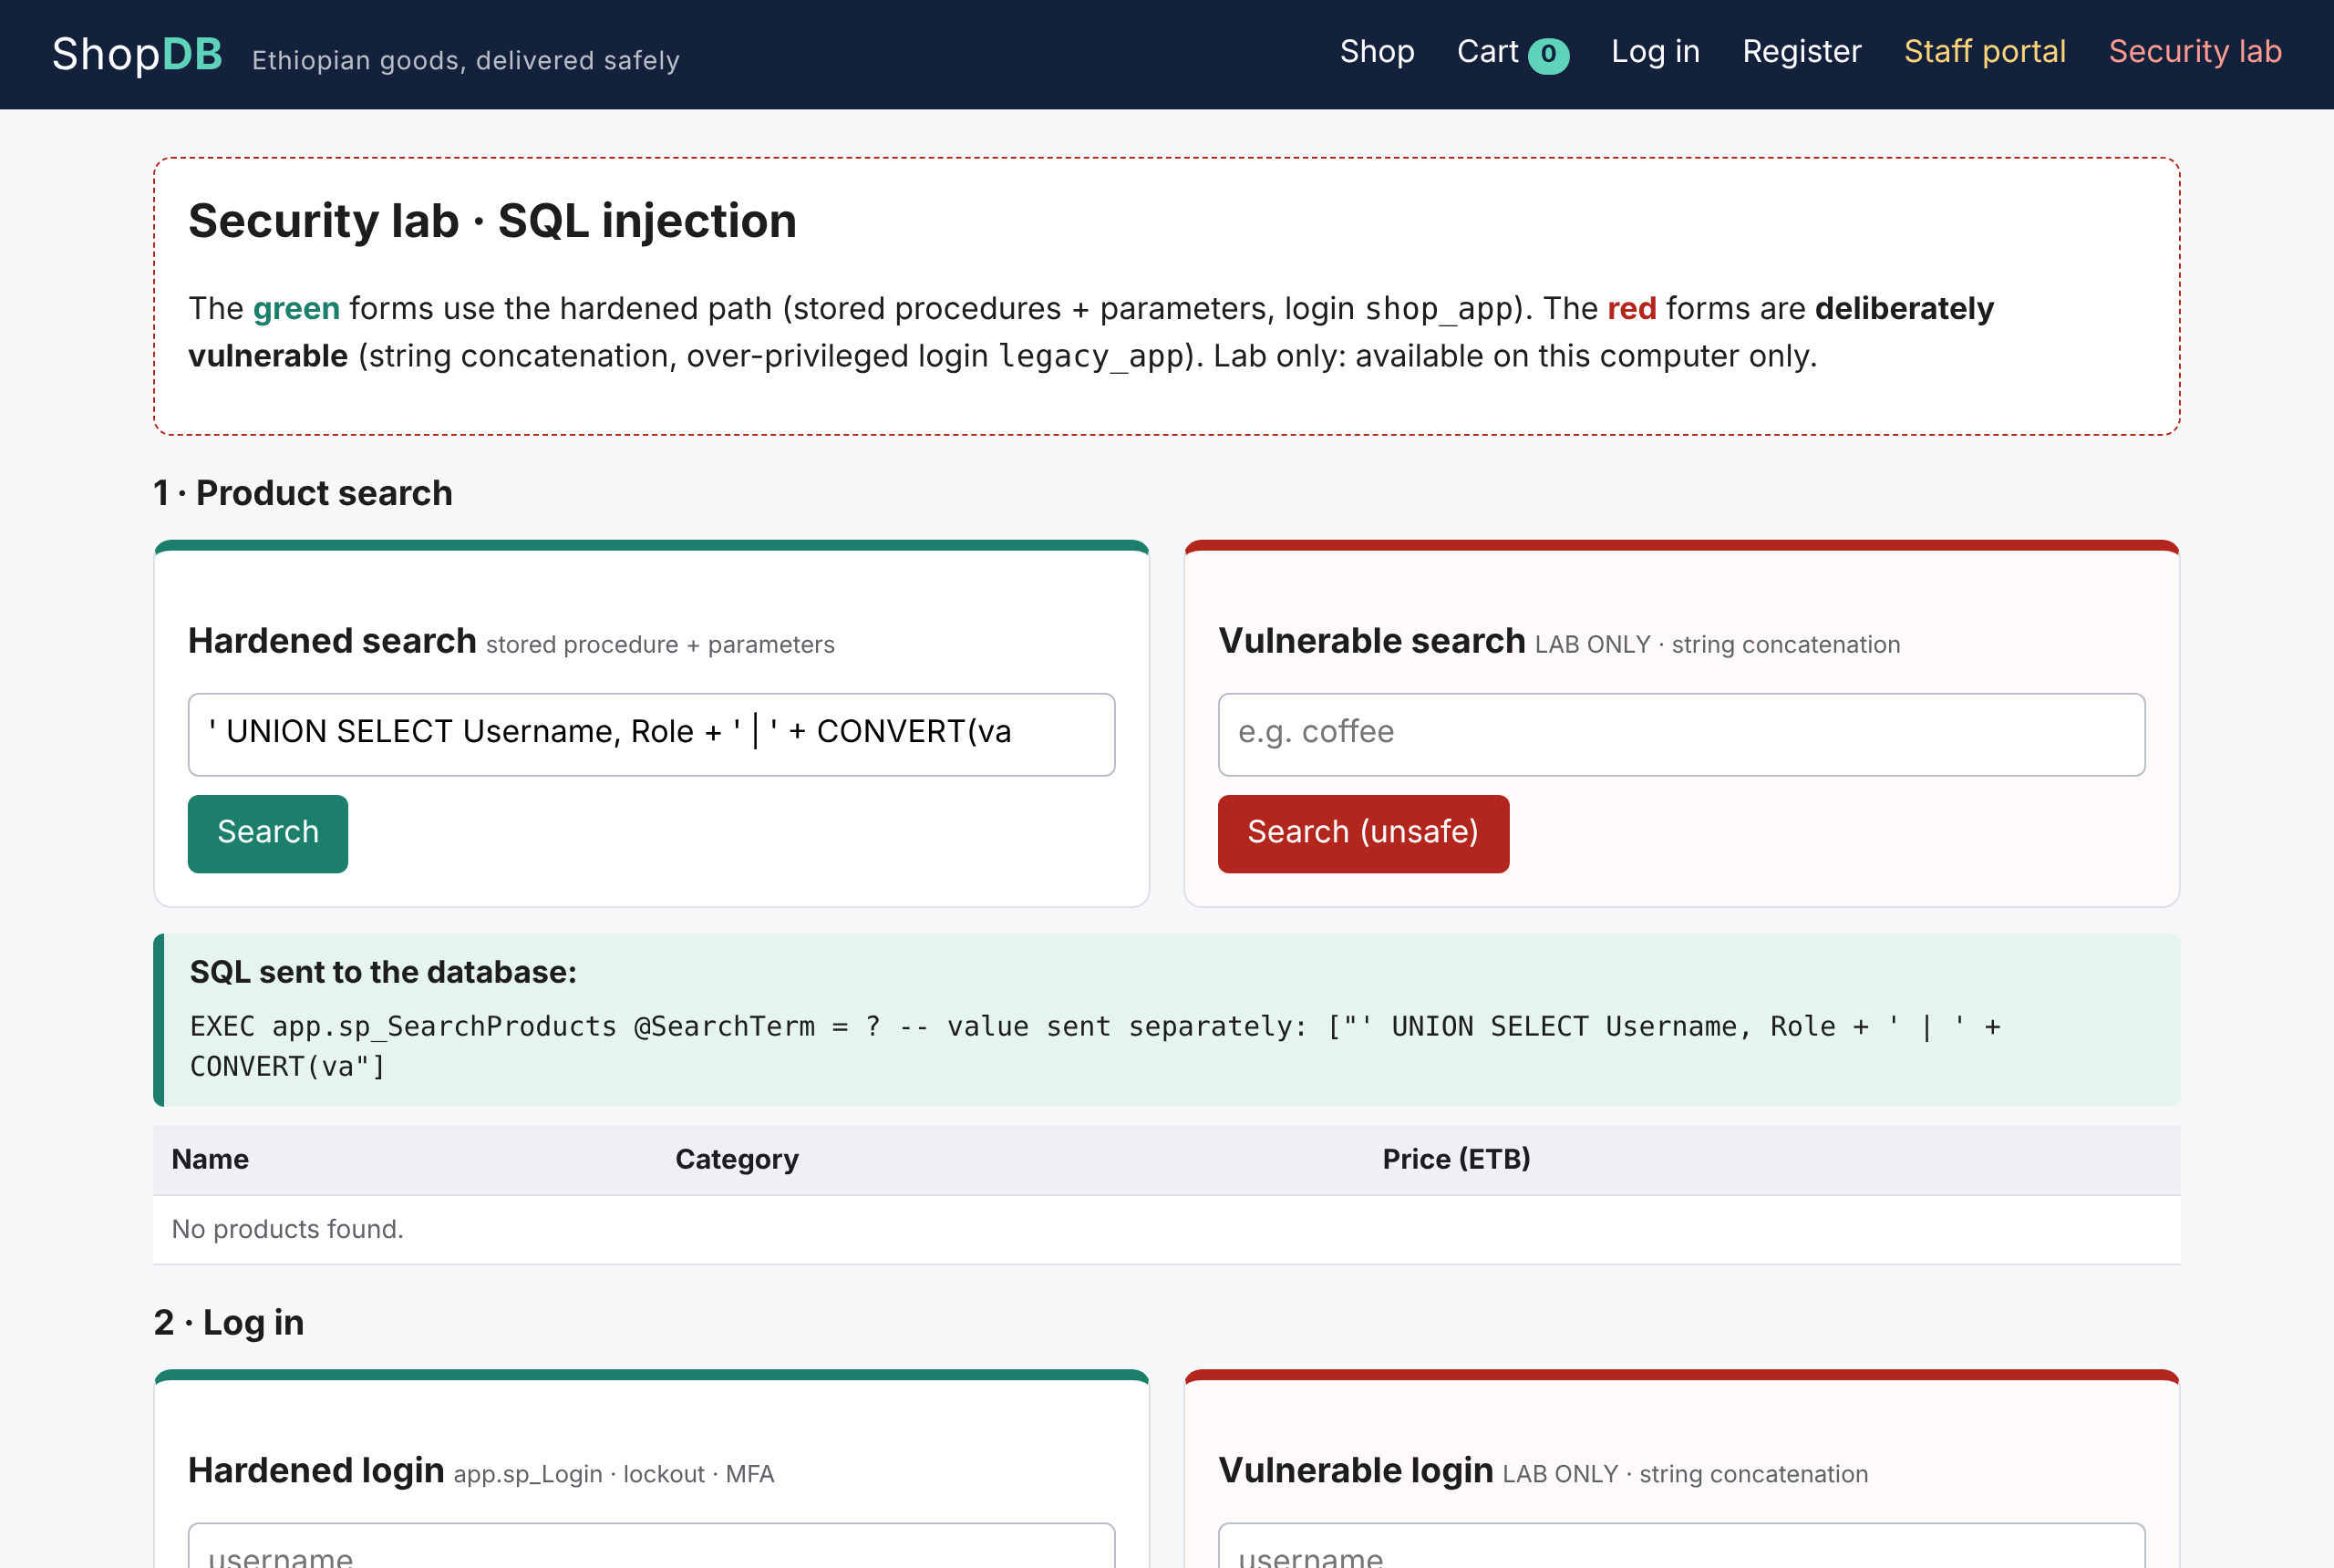 ShopDB Ethiopian goods, delivered safely Shop Cart 0 Log in Register Staff portal Security lab
Security lab · SQL injection
The green forms use the hardened path (stored procedures + parameters, login shop_app). The red forms are deliberately
vulnerable (string concatenation, over-privileged login legacy_app). Lab only: available on this computer only.
1 · Product search
Hardened search stored procedure + parameters
' UNION SELECT Username, Role + ' | ' + CONVERT(va
Search
Vulnerable search LAB ONLY · string concatenation
e.g. coffee
Search (unsafe)
SQL sent to the database:
EXEC app.sp_SearchProducts @SearchTerm = ? -- value sent separately: ["' UNION SELECT Username, Role + ' | ' +
CONVERT(va"]
Name Category Price (ETB)
No products found.
2 · Log in
Hardened login app.sp_Login · lockout · MFA
username
Vulnerable login LAB ONLY · string concatenation
username